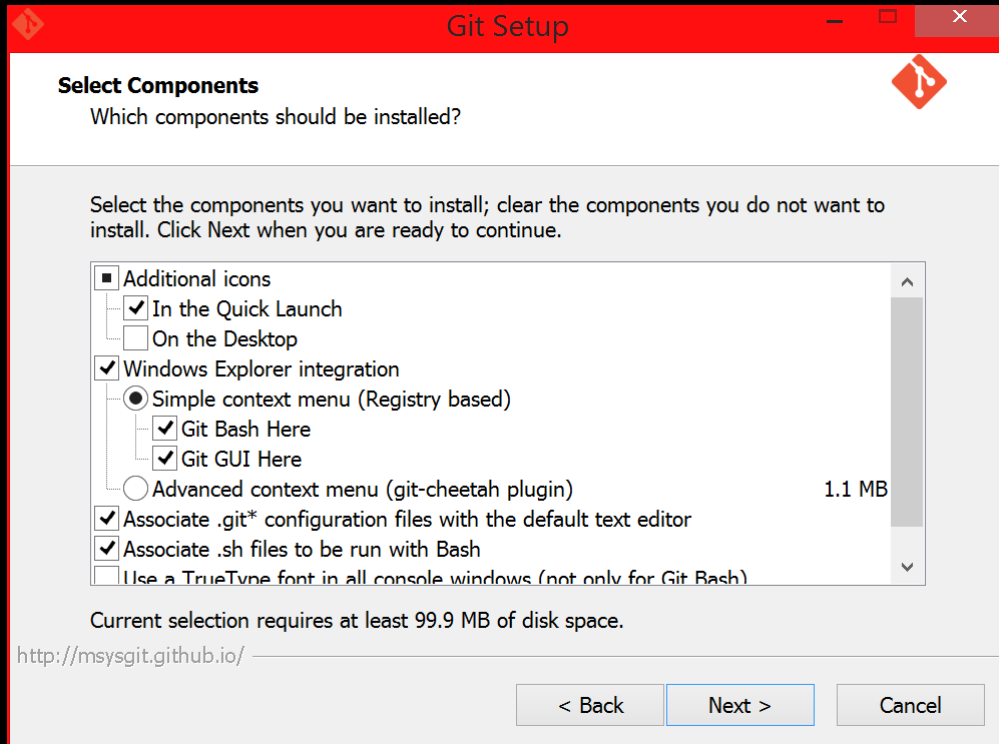 Git Setup
Select Components
Which components should be installed?
Select the components you want to install; clear the components you do not want to
install. Click Next when you are ready to continue.
Additional icons
In the Quick Launch
On the Desktop
Windows Explorer integration
Simple context menu (Registry based)
Git Bash Here
Git GUI Here
Advanced context menu (git-cheetah plugin) 1.1 MB
Associate .git* configuration files with the default text editor
Associate .sh files to be run with Bash
Use a TrueType font in all console windows (not only for Git Bash)
Current selection requires at least 99.9 MB of disk space.
http://msysgit.github.io/
< Back Next > Cancel